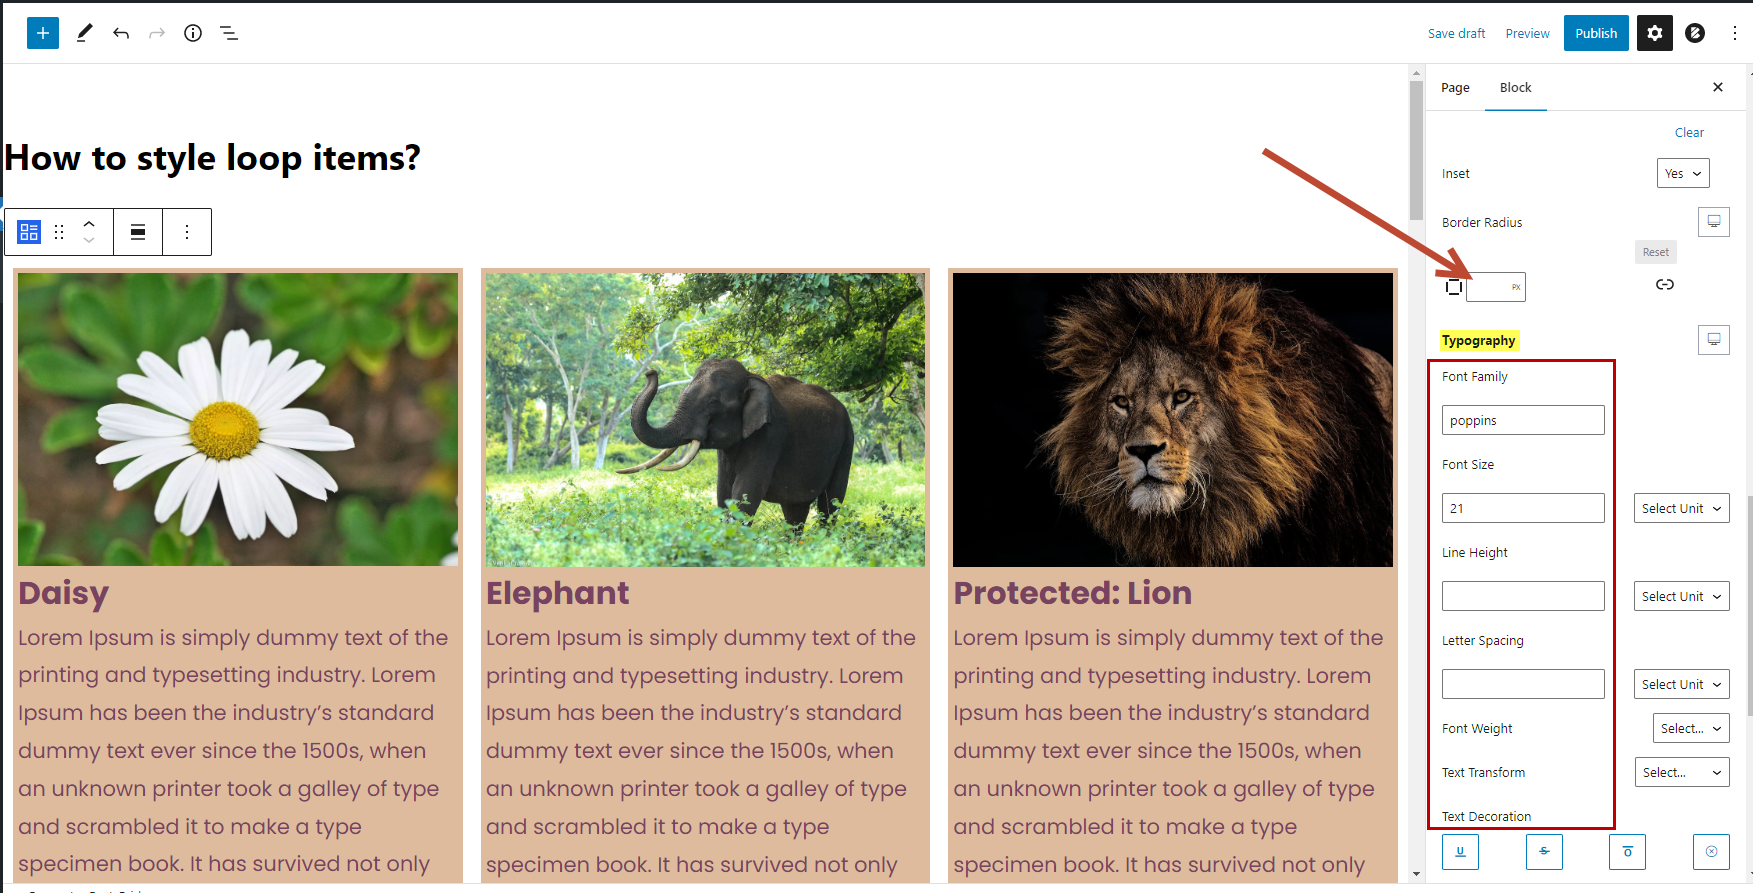 Save draft
Preview
Publish
Page
Block
Clear
Inset
Yes
Border Radius
Reset
PX
Typography
Font Family
poppins
Font Size
21
Select Unit
Line Height
Select Unit
Letter Spacing
Select Unit
Font Weight
Select...
Text Transform
Select...
Text Decoration
U
S
O
How to style loop items?
Daisy
Lorem Ipsum is simply dummy text of the
printing and typesetting industry. Lorem
Ipsum has been the industry’s standard
dummy text ever since the 1500s, when
an unknown printer took a galley of type
and scrambled it to make a type
specimen book. It has survived not only
Elephant
Lorem Ipsum is simply dummy text of the
printing and typesetting industry. Lorem
Ipsum has been the industry’s standard
dummy text ever since the 1500s, when
an unknown printer took a galley of type
and scrambled it to make a type
specimen book. It has survived not only
Protected: Lion
Lorem Ipsum is simply dummy text of the
printing and typesetting industry. Lorem
Ipsum has been the industry’s standard
dummy text ever since the 1500s, when
an unknown printer took a galley of type
and scrambled it to make a type
specimen book. It has survived not only